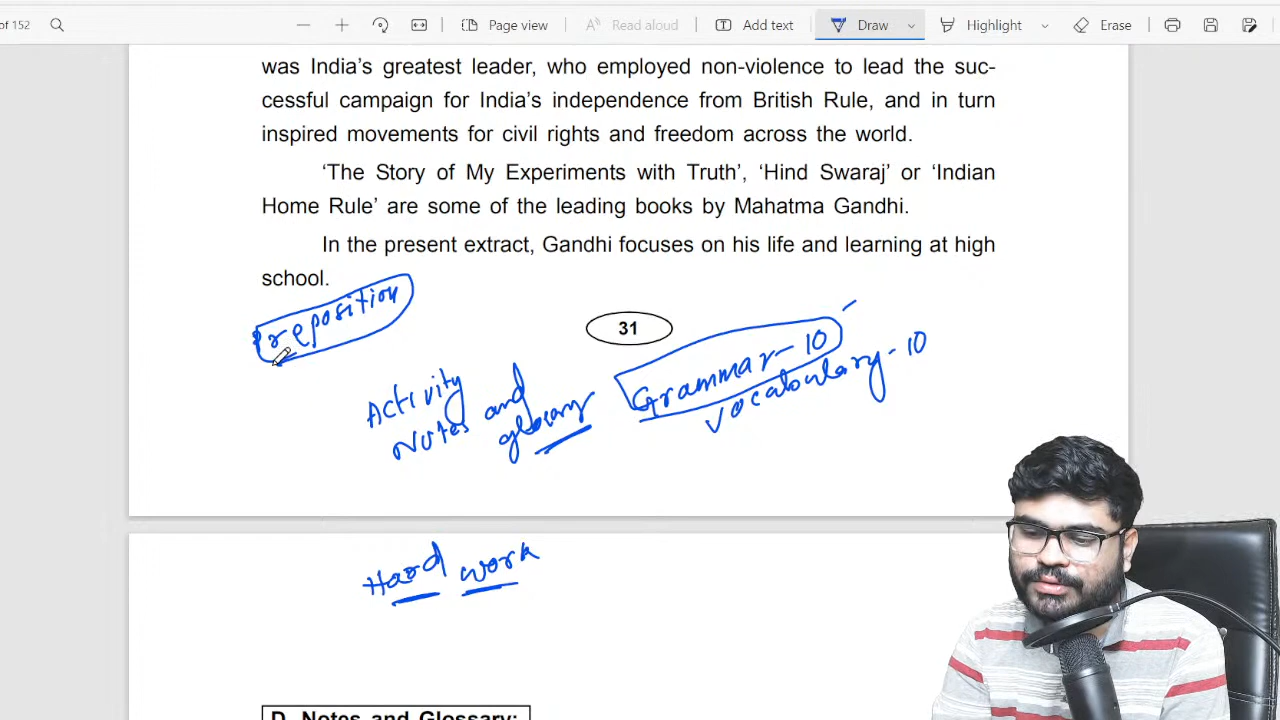 of 152
Page view
Read aloud
Add text
Draw
Highlight
Erase
was India's greatest leader, who employed non-violence to lead the suc-
cessful campaign for India's independence from British Rule, and in turn
inspired movements for civil rights and freedom across the world.
'The Story of My Experiments with Truth', 'Hind Swaraj' or 'Indian
Home Rule' are some of the leading books by Mahatma Gandhi.
In the present extract, Gandhi focuses on his life and learning at high
school.
Preposition
31
Grammar - 10
Vocabulary - 10
Activity
Notes and
glossary
Hard work
D. Notes and Glossary: